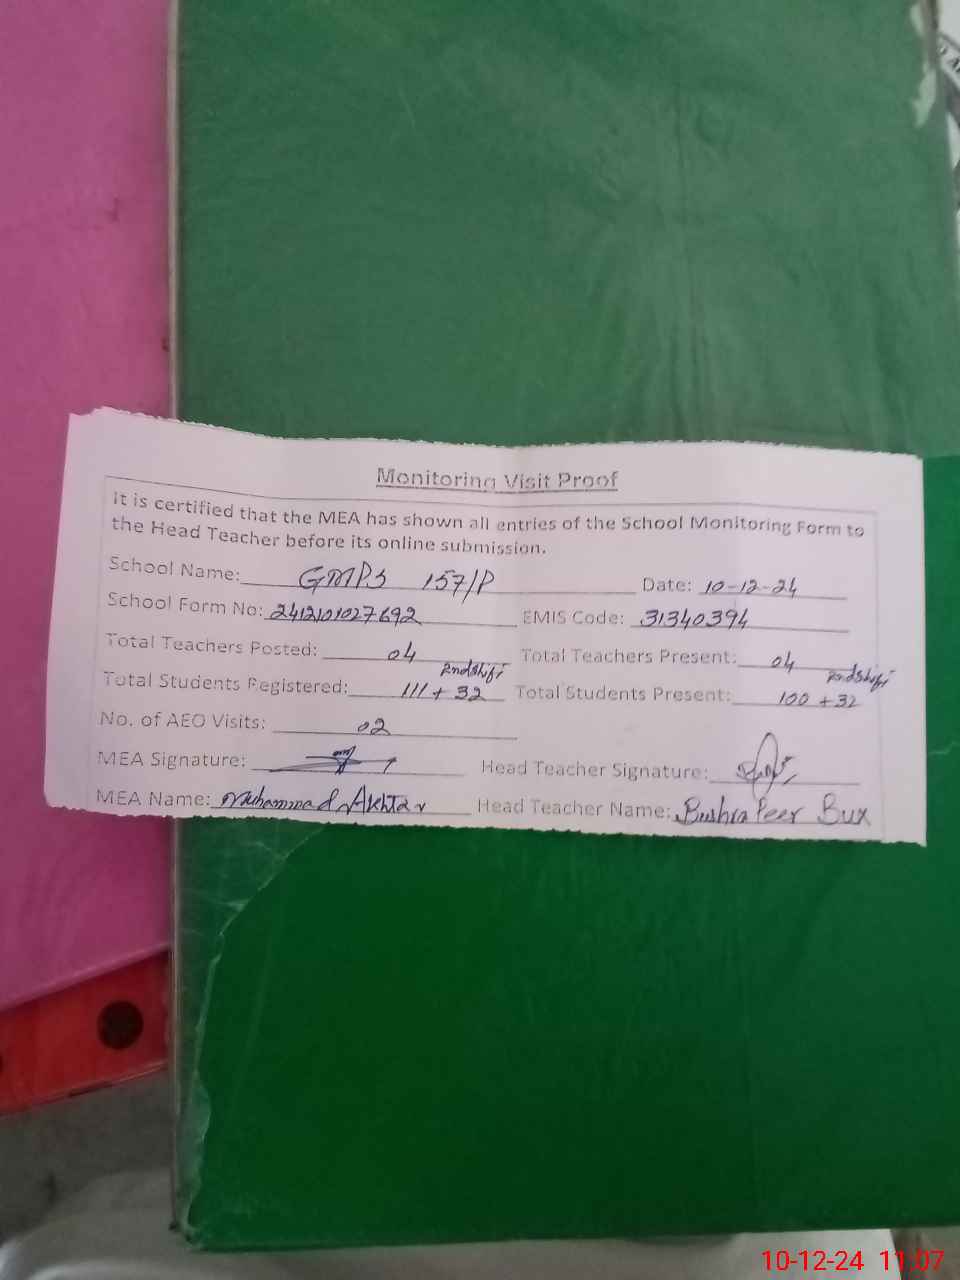 Monitoring Visit Proof
It is certified that the MEA has shown all entries of the School Monitoring Form to
the Head Teacher before its online submission.
School Name: GMPS 157/P Date: 10-12-24
School Form No: 2412101027692 EMIS Code: 31340394
Total Teachers Posted: 04 Total Teachers Present: 04
Total Students Registered: 111 + 32 2ndshift Total Students Present: 100 + 32 2ndshift
No. of AEO Visits: 02
MEA Signature: Head Teacher Signature:
MEA Name: Muhammad Akhtar Head Teacher Name: Bushra Peer Bux
10-12-24 11:07